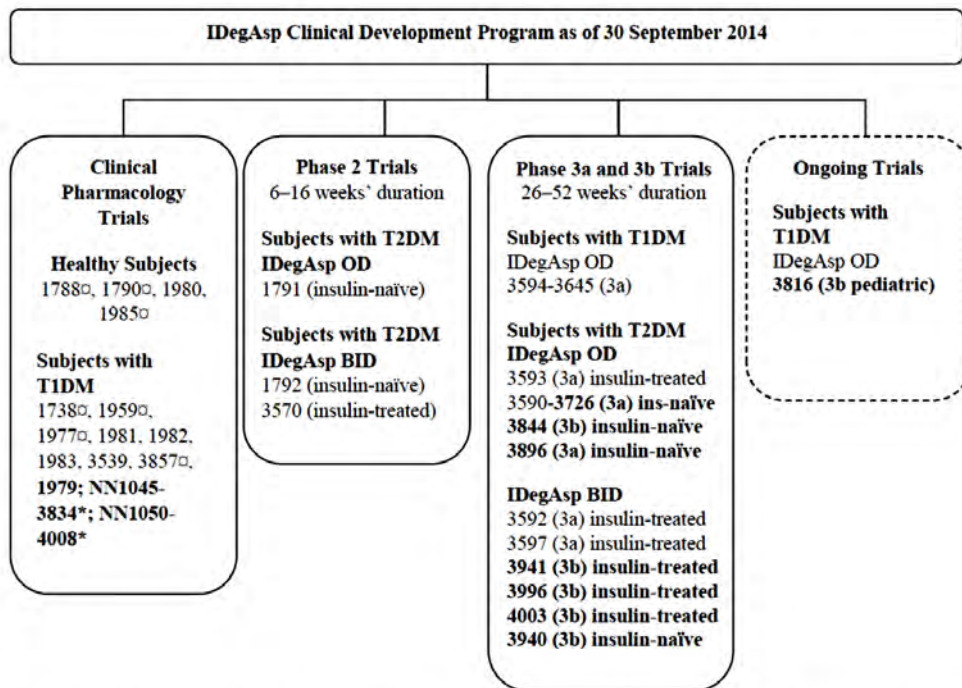 IDegAsp Clinical Development Program as of 30 September 2014
Clinical
Pharmacology
Trials
Healthy Subjects
1788¤, 1790¤, 1980,
1985¤
Subjects with
T1DM
1738¤, 1959¤,
1977¤, 1981, 1982,
1983, 3539, 3857¤,
1979; NN1045-
3834*; NN1050-
4008*
Phase 2 Trials
6–16 weeks’ duration
Subjects with T2DM
IDegAsp OD
1791 (insulin-naïve)
Subjects with T2DM
IDegAsp BID
1792 (insulin-naïve)
3570 (insulin-treated)
Phase 3a and 3b Trials
26–52 weeks’ duration
Subjects with T1DM
IDegAsp OD
3594-3645 (3a)
Subjects with T2DM
IDegAsp OD
3593 (3a) insulin-treated
3590-3726 (3a) ins-naïve
3844 (3b) insulin-naïve
3896 (3a) insulin-naïve
IDegAsp BID
3592 (3a) insulin-treated
3597 (3a) insulin-treated
3941 (3b) insulin-treated
3996 (3b) insulin-treated
4003 (3b) insulin-treated
3940 (3b) insulin-naïve
Ongoing Trials
Subjects with
T1DM
IDegAsp OD
3816 (3b pediatric)